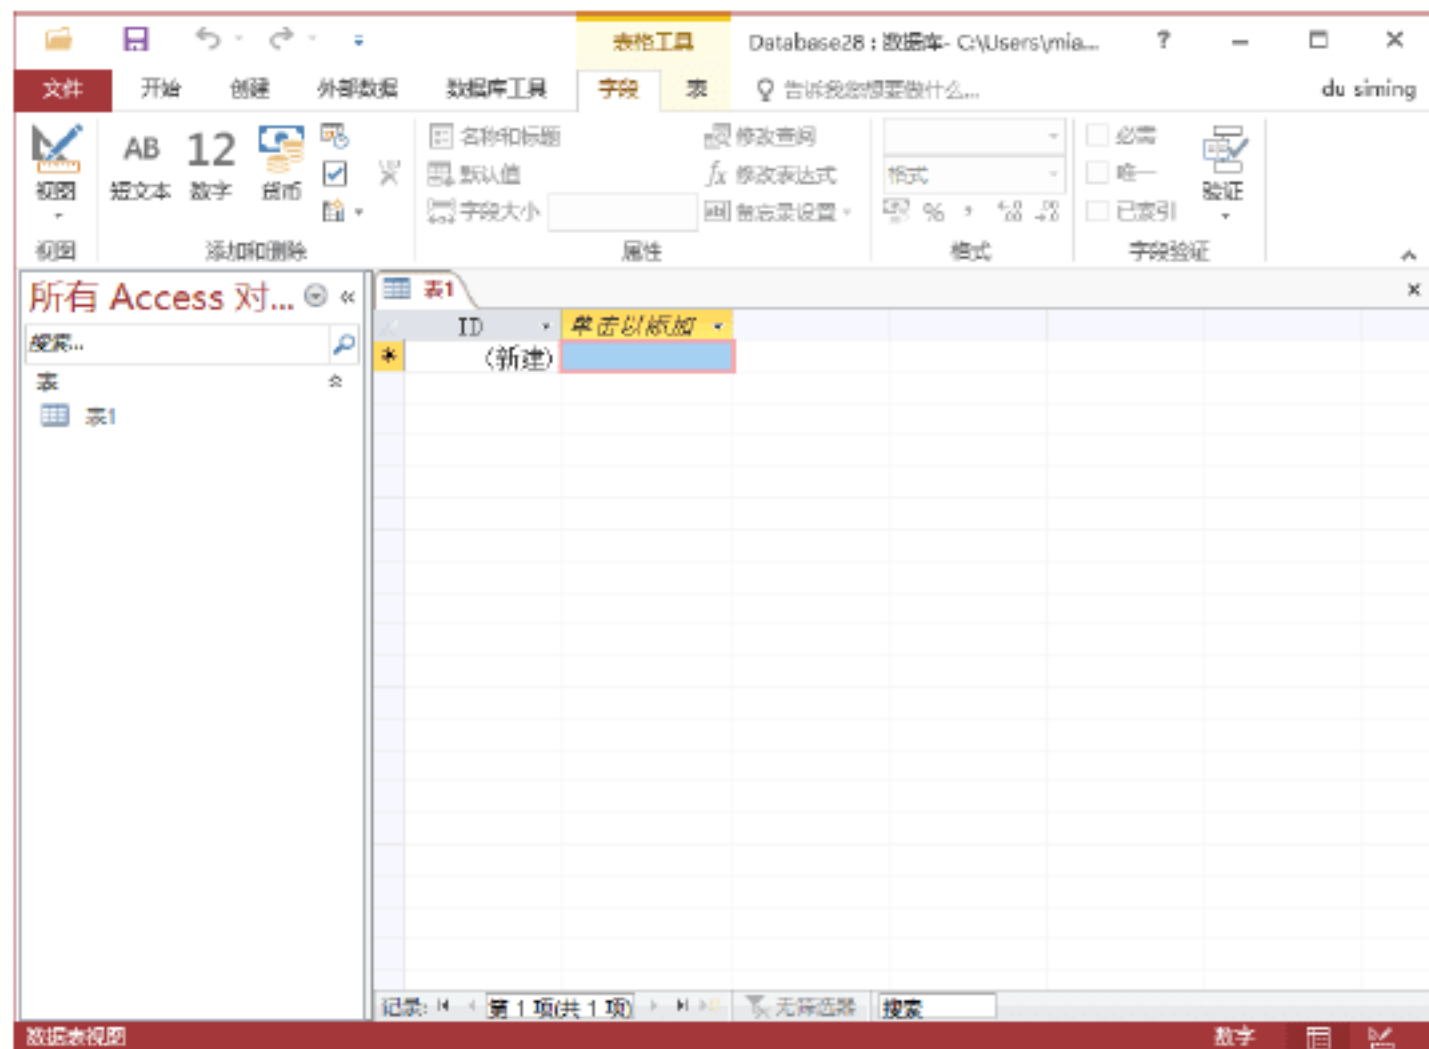 表格工具 Database28 : 数据库- C:\Users\mia... ?
文件 开始 创建 外部数据 数据库工具 字段 表 告诉我您想要做什么... du siming
AB 12 名称和标题 修改查阅 必需
视图 短文本 数字 货币 默认值 fx 修改表达式 格式 唯一 验证
字段大小 ab| 备忘录设置 % 已索引
视图 添加和删除 属性 格式 字段验证
所有 Access 对... « 表1
搜索... ID 单击以添加
* (新建)
表
表1
记录: 第 1 项(共 1 项) 无筛选器 搜索
数据表视图 数字